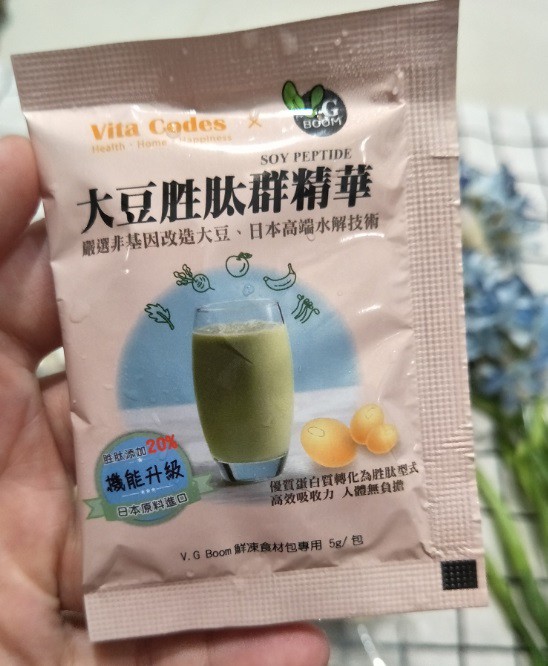 Vita Codes × V.G BOOM
Health · Home · Happiness
SOY PEPTIDE
大豆胜肽群精華
嚴選非基因改造大豆、日本高端水解技術
胜肽添加20%
機能升級
日本原料進口
優質蛋白質轉化為胜肽型式
高效吸收力 人體無負擔
V.G Boom 鮮凍食材包專用 5g/包